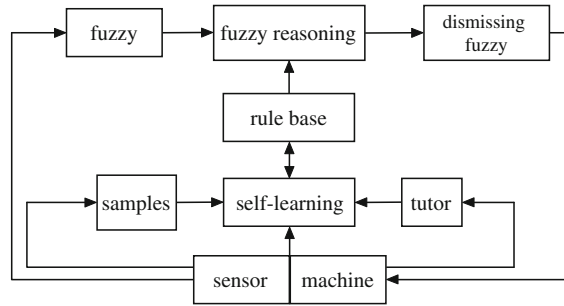 fuzzy
fuzzy reasoning
dismissing
fuzzy
rule base
samples
self-learning
tutor
sensor
machine